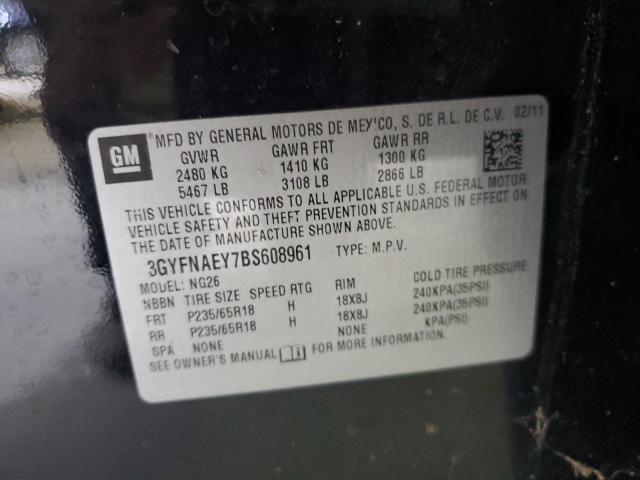 GM
*MFD BY GENERAL MOTORS DE MEXICO, S. DE R.L. DE C.V. 02/11
GVWR GAWR FRT GAWR RR
2480 KG 1410 KG 1300 KG
5467 LB 3108 LB 2866 LB
THIS VEHICLE CONFORMS TO ALL APPLICABLE U.S. FEDERAL MOTOR
VEHICLE SAFETY AND THEFT PREVENTION STANDARDS IN EFFECT ON
THE DATE OF MANUFACTURE SHOWN ABOVE.
3GYFNAEY7BS608961 TYPE: M.P.V.
MODEL: NG26
NBBN TIRE SIZE SPEED RTG RIM COLD TIRE PRESSURE
FRT P235/65R18 H 18X8J 240KPA(35PSI)
RR P235/65R18 H 18X8J 240KPA(35PSI)
SPA NONE NONE KPA(PSI)
SEE OWNER'S MANUAL FOR MORE INFORMATION.